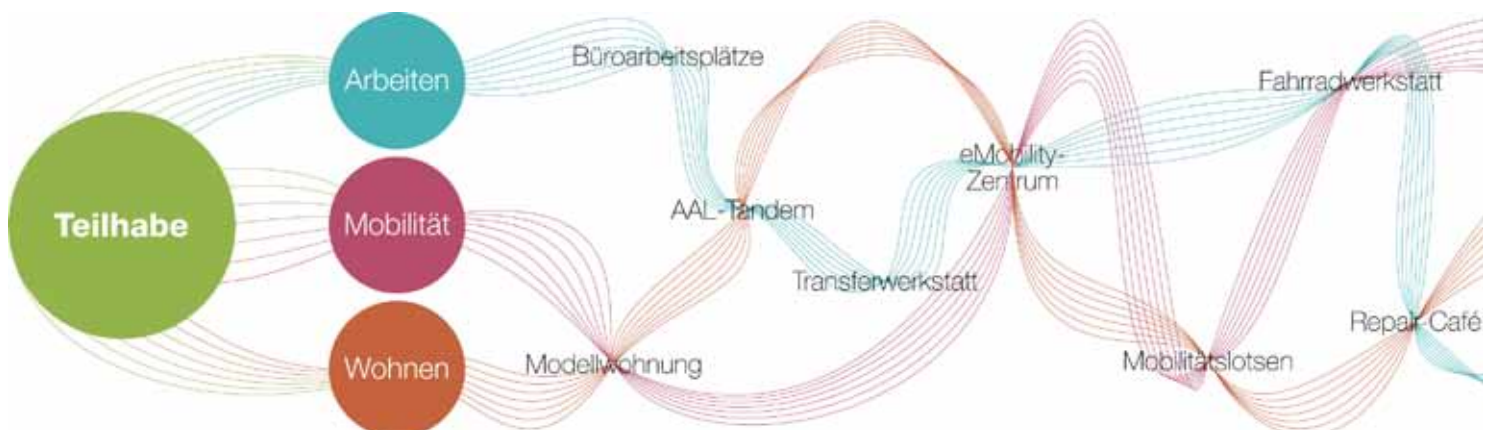 Teilhabe
Arbeiten
Mobilität
Wohnen
Büroarbeitsplätze
AAL-Tandem
Transferwerkstatt
Modellwohnung
eMobility-
Zentrum
Fahrradwerkstatt
Mobilitätslotsen
Repair-Café